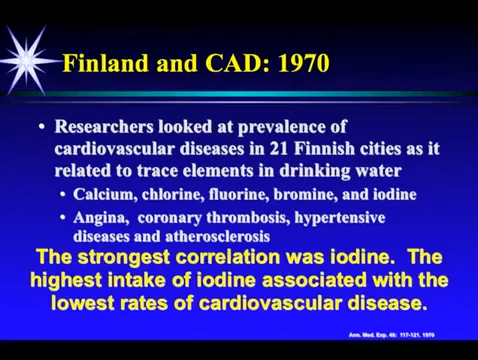 Finland and CAD: 1970
• Researchers looked at prevalence of
cardiovascular diseases in 21 Finnish cities as it
related to trace elements in drinking water
• Calcium, chlorine, fluorine, bromine, and iodine
• Angina, coronary thrombosis, hypertensive
diseases and atherosclerosis
The strongest correlation was iodine. The
highest intake of iodine associated with the
lowest rates of cardiovascular disease.
Ann. Med. Exp. 48: 117-121, 1970